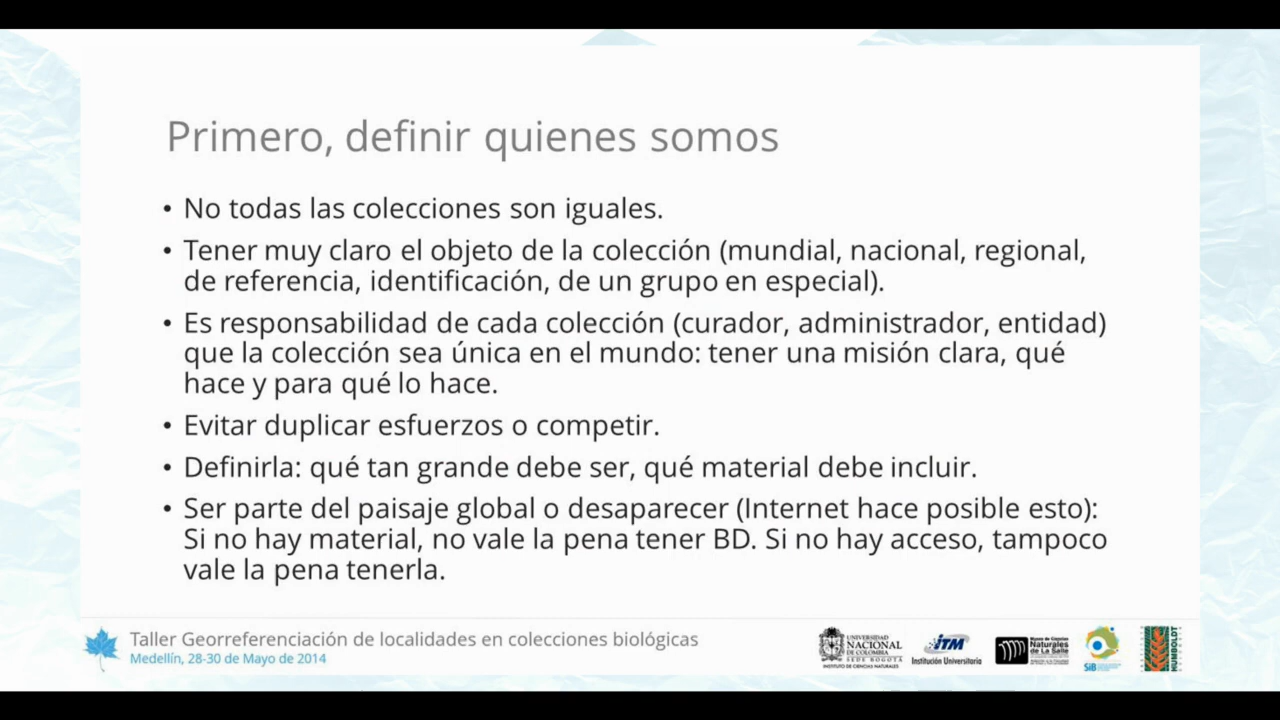 Primero, definir quienes somos
• No todas las colecciones son iguales.
• Tener muy claro el objeto de la colección (mundial, nacional, regional,
de referencia, identificación, de un grupo en especial).
• Es responsabilidad de cada colección (curador, administrador, entidad)
que la colección sea única en el mundo: tener una misión clara, qué
hace y para qué lo hace.
• Evitar duplicar esfuerzos o competir.
• Definirla: qué tan grande debe ser, qué material debe incluir.
• Ser parte del paisaje global o desaparecer (Internet hace posible esto):
Si no hay material, no vale la pena tener BD. Si no hay acceso, tampoco
vale la pena tenerla.
Taller Georreferenciación de localidades en colecciones biológicas
Medellín, 28-30 de Mayo de 2014
UNIVERSIDAD
NACIONAL
DE COLOMBIA
SEDE BOGOTÁ
INSTITUTO DE CIENCIAS NATURALES
iTM
Institución Universitaria
Museo de Ciencias
Naturales
de La Salle
SiB
HUMBOLDT